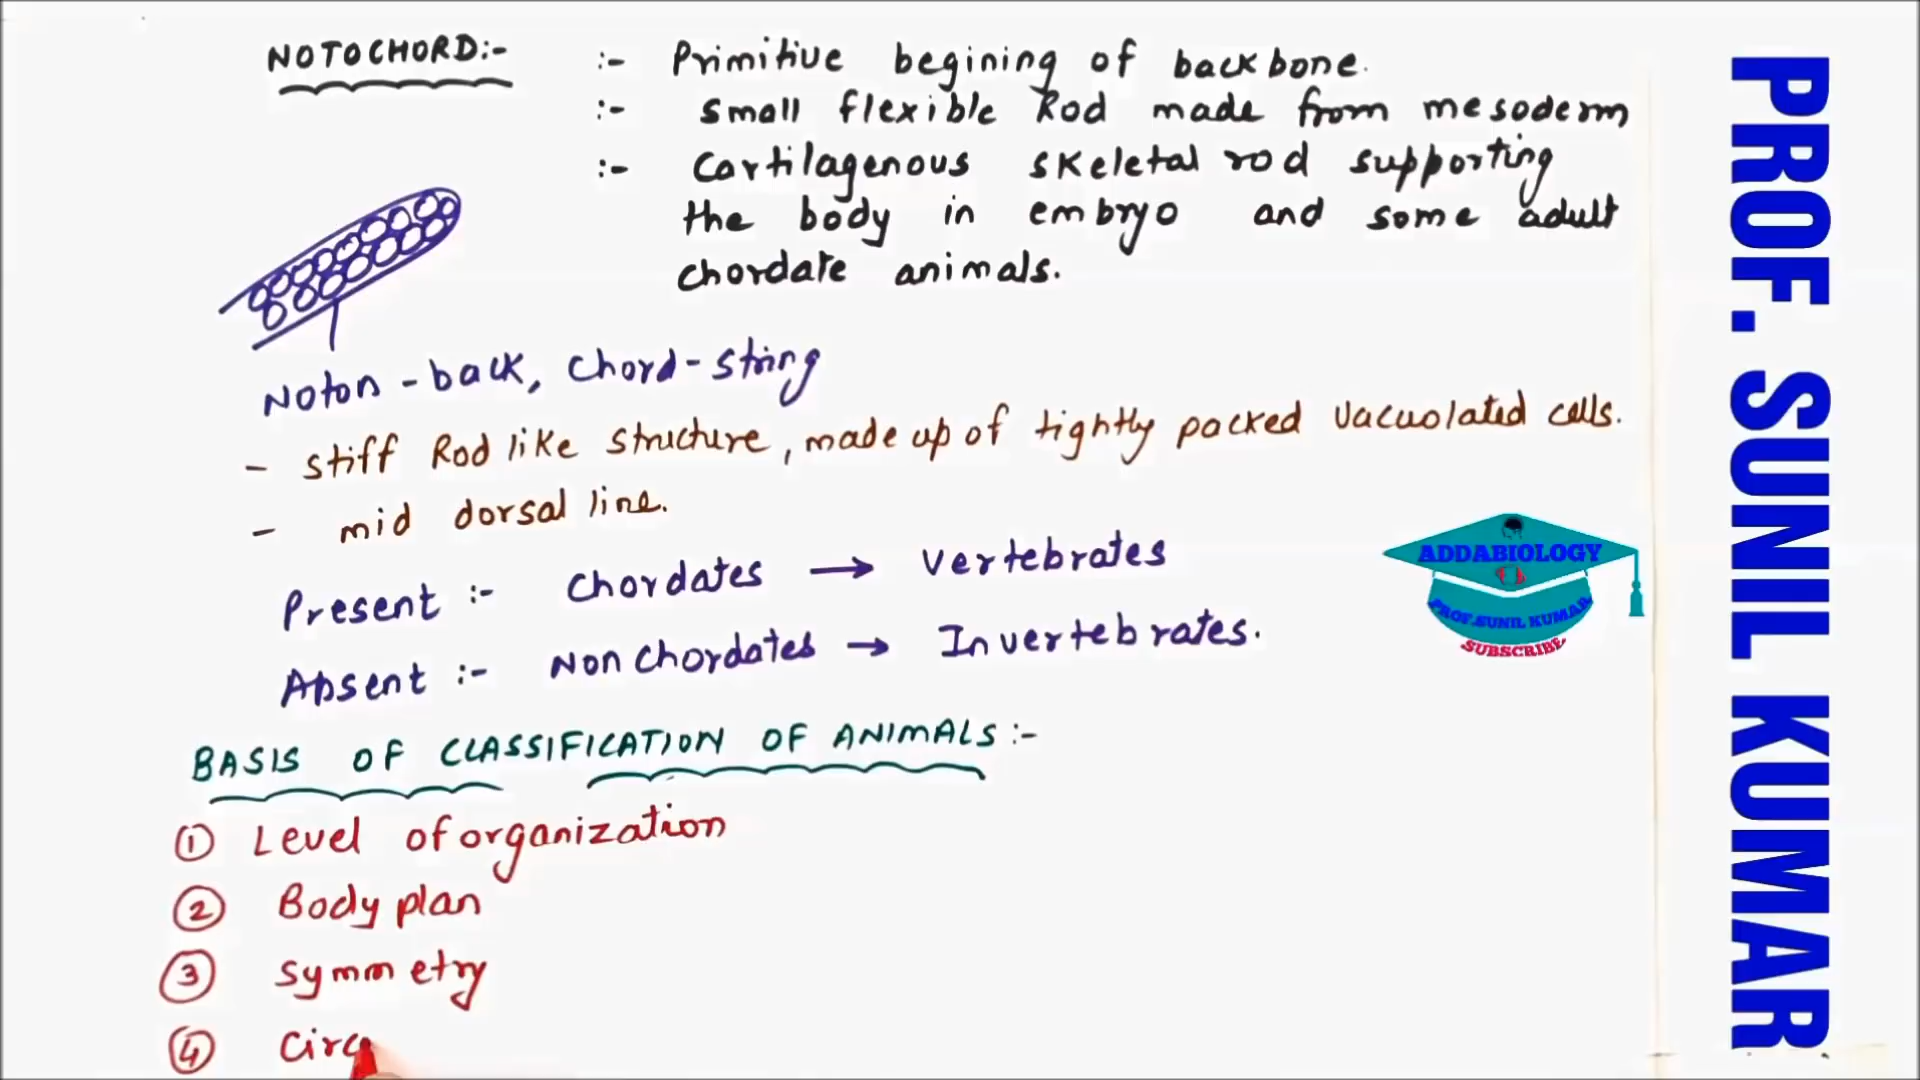 NOTOCHORD:-
:- Primitive begining of backbone.
:- small flexible Rod made from mesoderm
:- Cartilagenous skeletal rod supporting
the body in embryo and some adult
chordate animals.
Noton - back, Chord - string
- stiff Rod like structure, made up of tightly packed vacuolated cells.
- mid dorsal line.
Present :- Chordates → Vertebrates
Absent :- Non Chordates → Invertebrates.
BASIS OF CLASSIFICATION OF ANIMALS :-
① Level of organization
② Body plan
③ Symmetry
④ Circ
ADDABIOLOGY
PROF.SUNIL KUMAR
SUBSCRIBE
PROF. SUNIL KUMAR